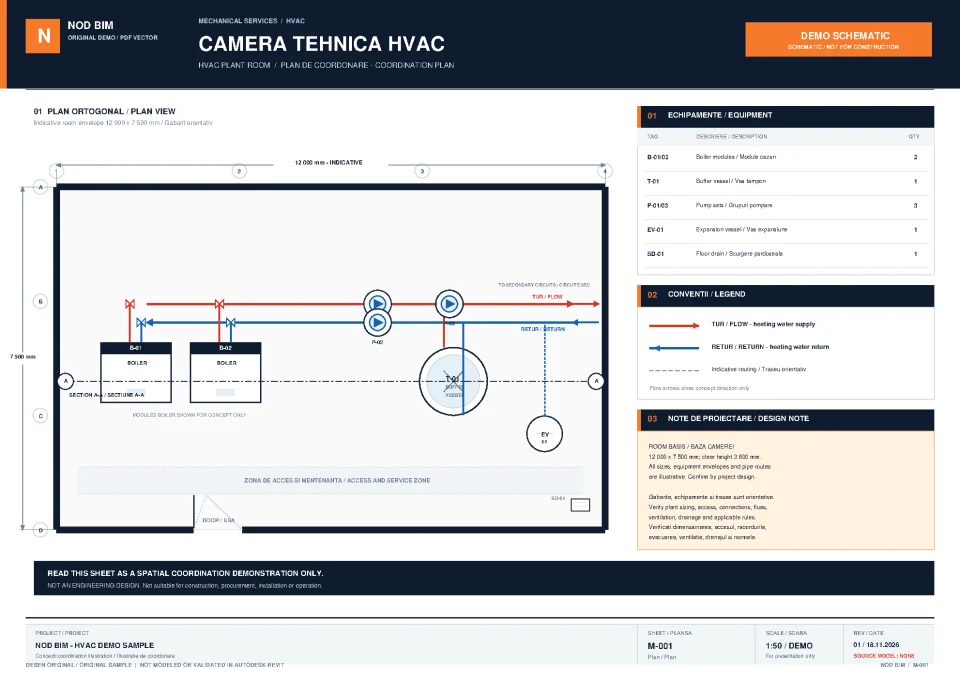 N
NOD BIM
ORIGINAL DEMO / PDF VECTOR
MECHANICAL SERVICES / HVAC
CAMERA TEHNICA HVAC
HVAC PLANT ROOM / PLAN DE COORDONARE - COORDINATION PLAN
DEMO SCHEMATIC
SCHEMATIC / NOT FOR CONSTRUCTION
01 PLAN ORTOGONAL / PLAN VIEW
Indicative room envelope 12 000 x 7 500 mm / Gabarit orientativ
12 000 mm - INDICATIVE
2
3
4
A
B
C
D
7 500 mm
TO SECONDARY CIRCUITS / CIRCUITE SEC.
TUR / FLOW
RETUR / RETURN
P-02
B-01
BOILER
B-02
BOILER
A
A
SECTION A-A / SECTIUNE A-A
MODULES BOILER SHOWN FOR CONCEPT ONLY
T-01
VESSEL
EV
01
ZONA DE ACCES SI MENTENANTA / ACCESS AND SERVICE ZONE
SD-01
DOOR / USA
01 ECHIPAMENTE / EQUIPMENT
TAG DESCRIERE / DESCRIPTION QTY
B-01/02 Boiler modules / Module cazan 2
T-01 Buffer vessel / Vas tampon 1
P-01/03 Pump sets / Grupuri pompare 3
EV-01 Expansion vessel / Vas expansiune 1
SD-01 Floor drain / Scurgere pardoseala 1
02 CONVENTII / LEGEND
TUR / FLOW - heating water supply
RETUR / RETURN - heating water return
Indicative routing / Traseu orientativ
Flow arrows show concept direction only.
03 NOTE DE PROIECTARE / DESIGN NOTE
ROOM BASIS / BAZA CAMEREI
12 000 x 7 500 mm; clear height 3 600 mm.
All sizes, equipment envelopes and pipe routes
are illustrative. Confirm by project design.
Gabarite, echipamente si trasee sunt orientative.
Verify plant sizing, access, connections, flues,
ventilation, drainage and applicable rules.
Verificati dimensionarea, accesul, racordurile,
evacuarea, ventilatia, drenajul si normele.
READ THIS SHEET AS A SPATIAL COORDINATION DEMONSTRATION ONLY.
NOT AN ENGINEERING DESIGN. Not suitable for construction, procurement, installation or operation.
PROJECT / PROIECT
NOD BIM - HVAC DEMO SAMPLE
Concept coordination illustration / Ilustratie de coordonare
SHEET / PLANSA
M-001
Plan / Plan
SCALE / SCARA
1:50 / DEMO
For presentation only
REV / DATE
01 / 18.11.2026
SOURCE MODEL: NONE
DESEN ORIGINAL / ORIGINAL SAMPLE | NOT MODELED OR VALIDATED IN AUTODESK REVIT
NOD BIM / M-001